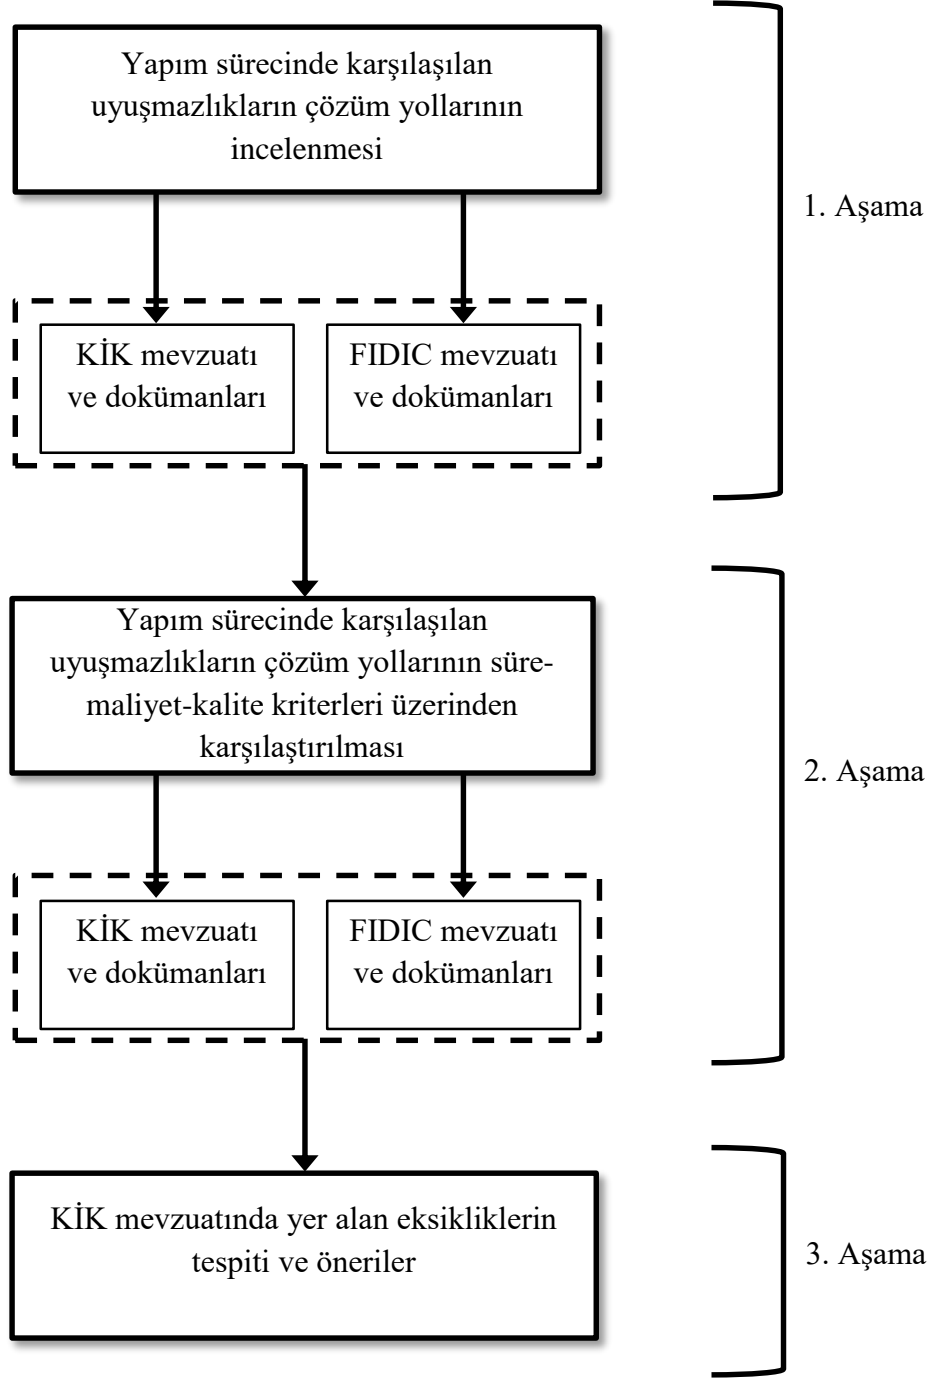 Yapım sürecinde karşılaşılan
uyuşmazlıkların çözüm yollarının
incelenmesi
1. Aşama
KİK mevzuatı
ve dokümanları
FIDIC mevzuatı
ve dokümanları
Yapım sürecinde karşılaşılan
uyuşmazlıkların çözüm yollarının süre-
maliyet-kalite kriterleri üzerinden
karşılaştırılması
2. Aşama
KİK mevzuatı
ve dokümanları
FIDIC mevzuatı
ve dokümanları
KİK mevzuatında yer alan eksikliklerin
tespiti ve öneriler
3. Aşama